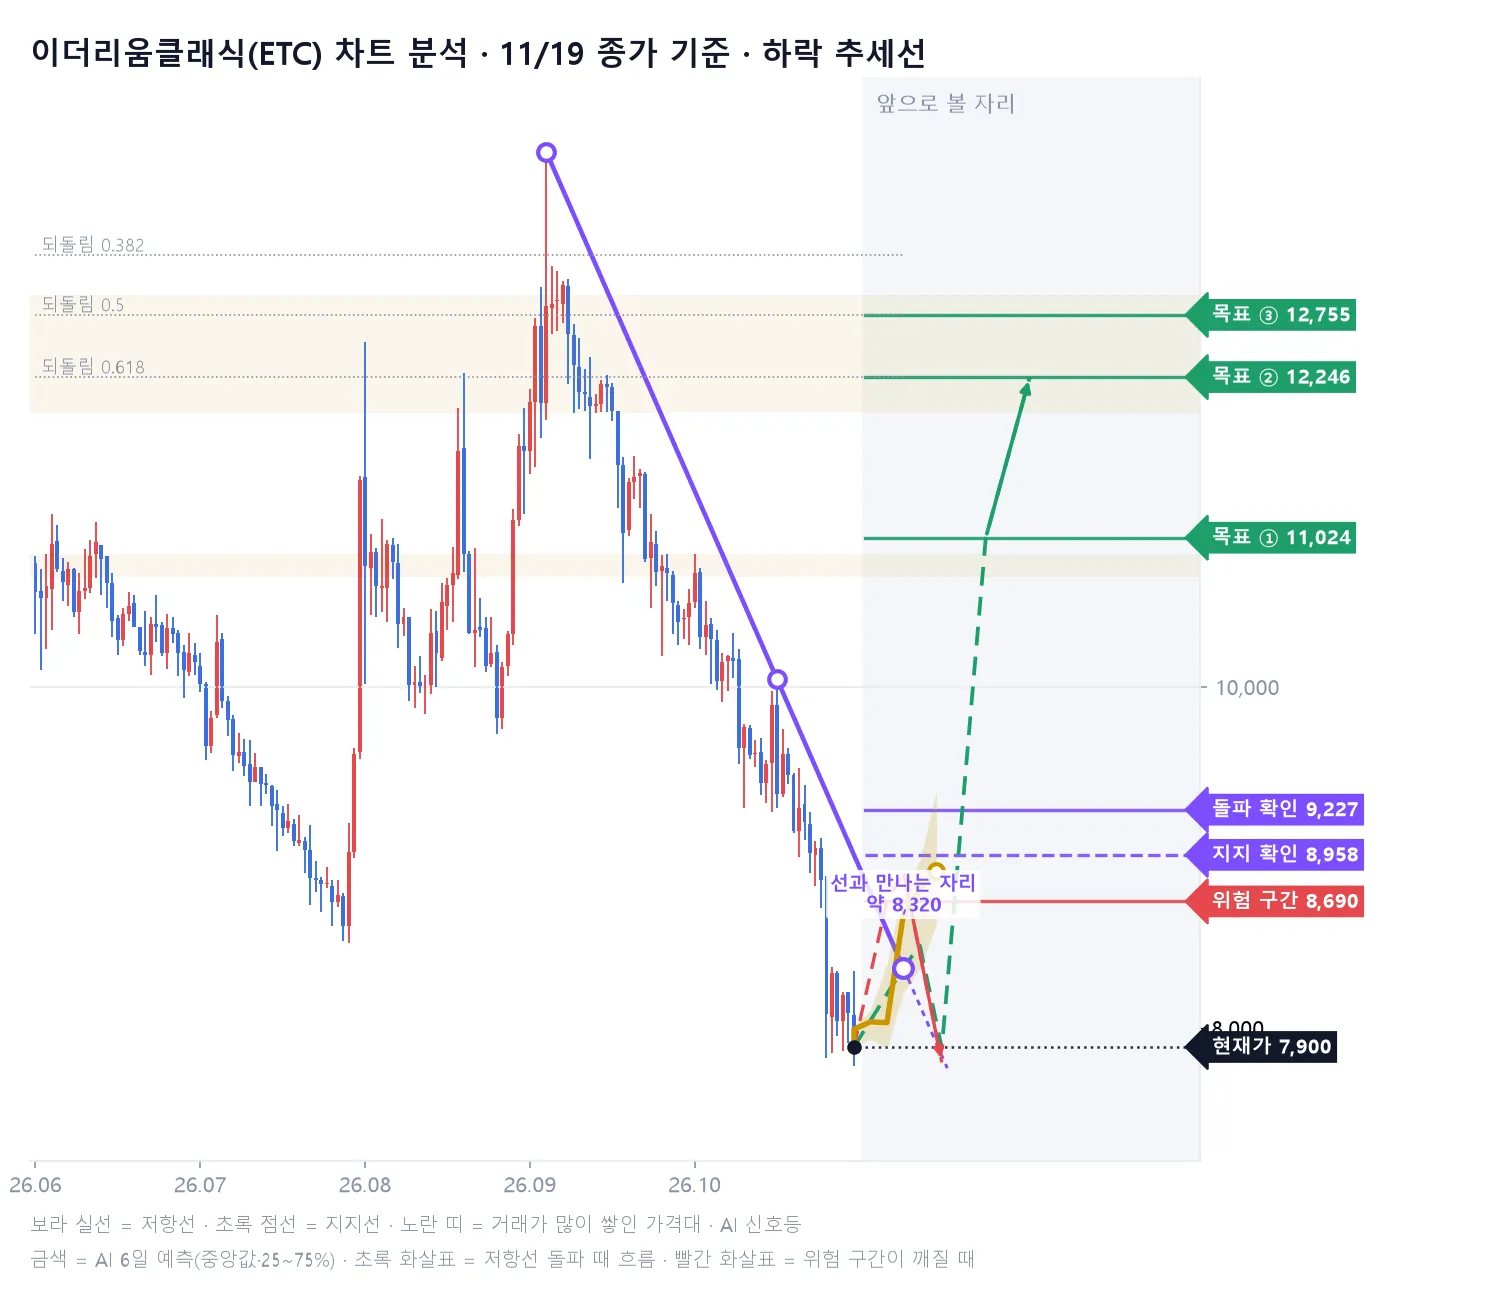 이더리움클래식(ETC) 차트 분석 · 11/19 종가 기준 · 하락 추세선
앞으로 볼 자리
되돌림 0.382
되돌림 0.5
목표 ③ 12,755
되돌림 0.618
목표 ② 12,246
목표 ① 11,024
10,000
돌파 확인 9,227
지지 확인 8,958
선과 만나는 자리
약 8,320
위험 구간 8,690
8,000
현재가 7,900
26.06 26.07 26.08 26.09 26.10
보라 실선 = 저항선 · 초록 점선 = 지지선 · 노란 띠 = 거래가 많이 쌓인 가격대 · AI 신호등
금색 = AI 6일 예측(중앙값·25~75%) · 초록 화살표 = 저항선 돌파 때 흐름 · 빨간 화살표 = 위험 구간이 깨질 때